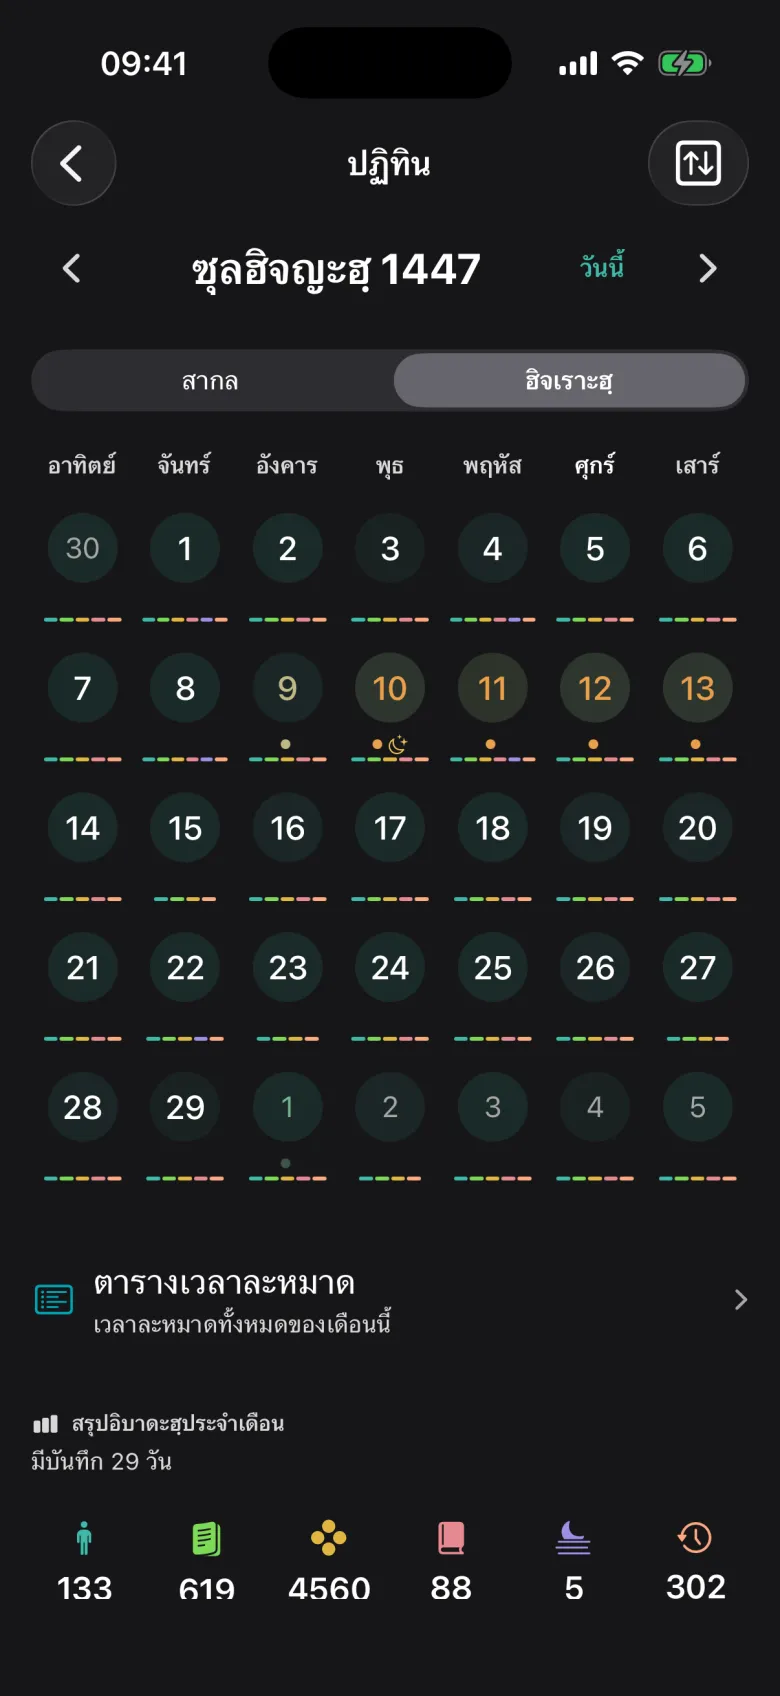 09:41
ปฏิทิน
ซุลฮิจญะฮฺ 1447
วันนี้
สากล ฮิจเราะฮฺ
อาทิตย์ จันทร์ อังคาร พุธ พฤหัส ศุกร์ เสาร์
30 1 2 3 4 5 6
7 8 9 10 11 12 13
14 15 16 17 18 19 20
21 22 23 24 25 26 27
28 29 1 2 3 4 5
ตารางเวลาละหมาด
เวลาละหมาดทั้งหมดของเดือนนี้
สรุปอิบาดะฮฺประจำเดือน
มีบันทึก 29 วัน
133 619 4560 88 5 302